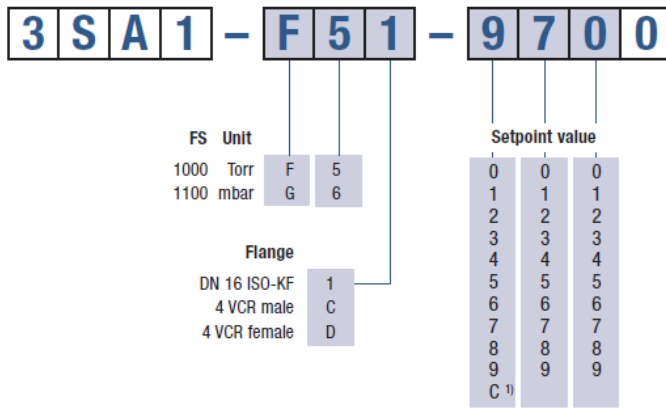 3SA1-F51-9700
FS Unit
Setpoint value
1000 Torr F 5
1100 mbar G 6
0 0 0
1 1 1
2 2 2
3 3 3
4 4 4
5 5 5
6 6 6
7 7 7
8 8 8
9 9 9
C 1)
Flange
DN 16 ISO-KF 1
4 VCR male C
4 VCR female D